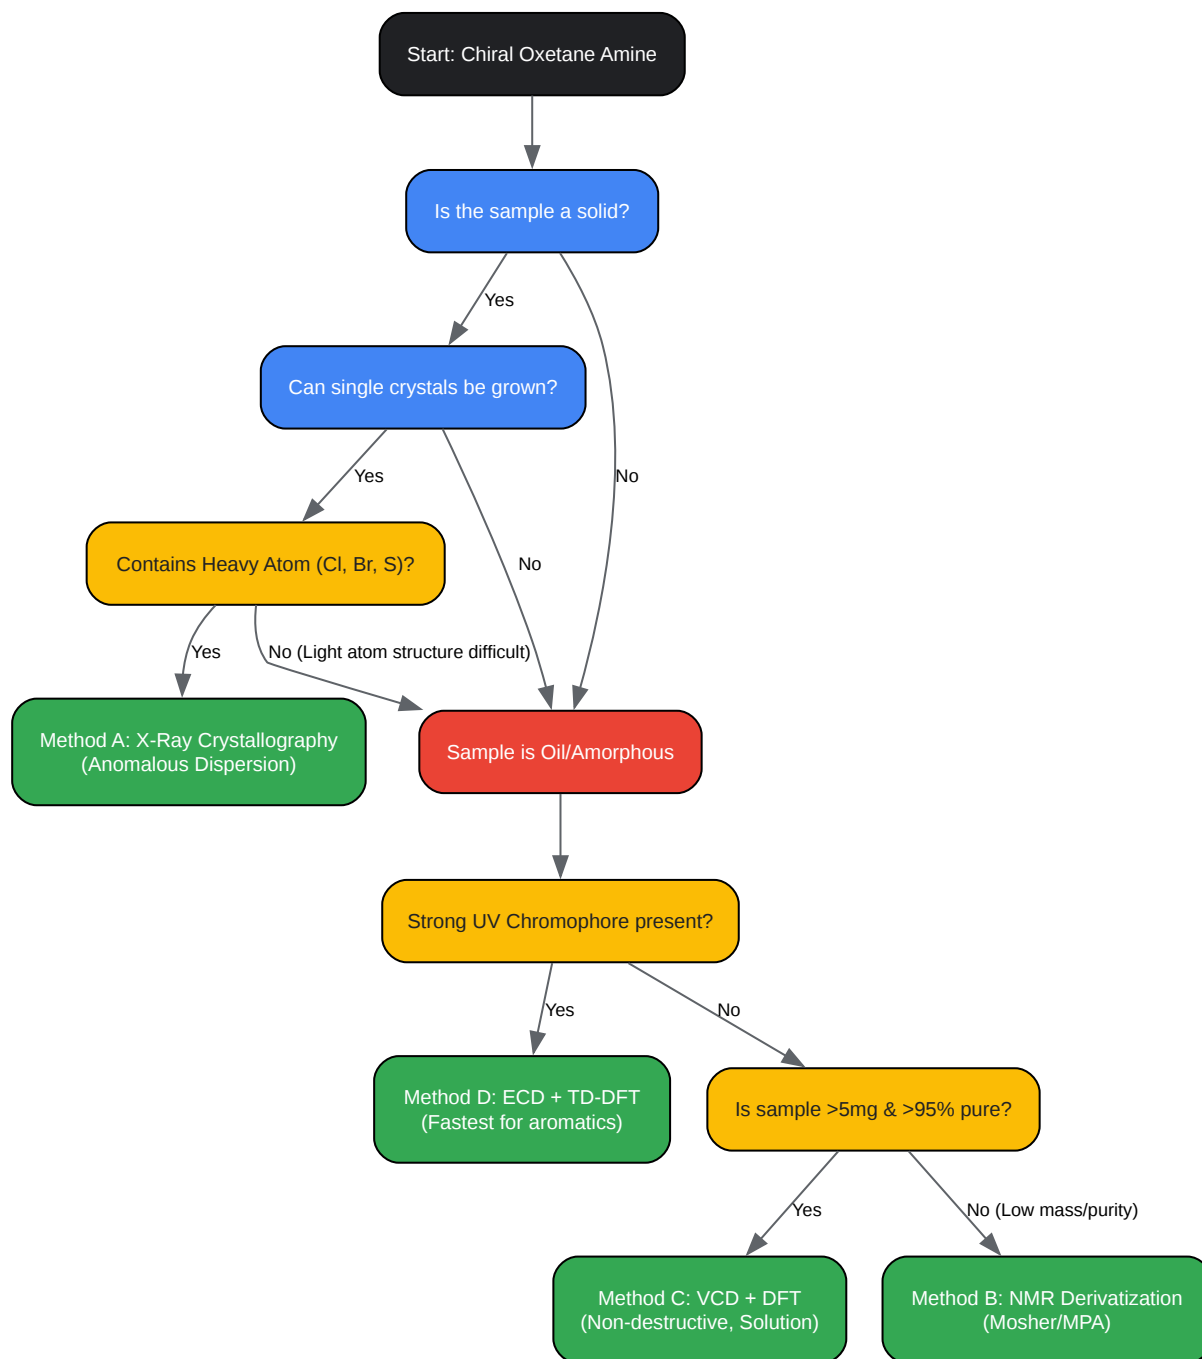 Start: Chiral Oxetane Amine
Is the sample a solid?
Yes
Can single crystals be grown?
Yes
No
Contains Heavy Atom (Cl, Br, S)?
No
Yes
No (Light atom structure difficult)
Method A: X-Ray Crystallography
(Anomalous Dispersion)
Sample is Oil/Amorphous
Strong UV Chromophore present?
Yes
No
Method D: ECD + TD-DFT
(Fastest for aromatics)
Is sample >5mg & >95% pure?
Yes
No (Low mass/purity)
Method C: VCD + DFT
(Non-destructive, Solution)
Method B: NMR Derivatization
(Mosher/MPA)